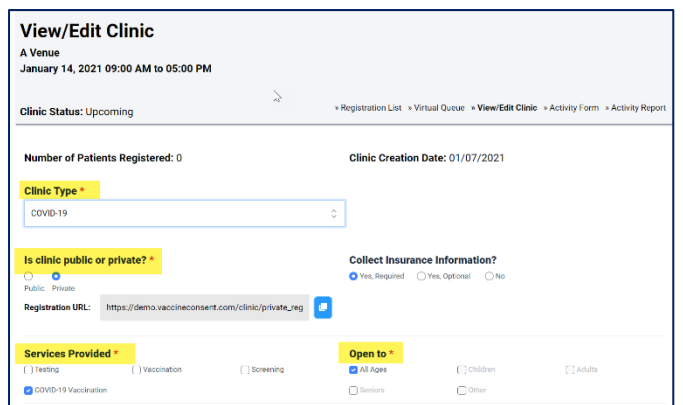 View/Edit Clinic
A Venue
January 14, 2021 09:00 AM to 05:00 PM
Clinic Status: Upcoming
» Registration List » Virtual Queue » View/Edit Clinic » Activity Form » Activity Report
Number of Patients Registered: 0
Clinic Creation Date: 01/07/2021
Clinic Type *
COVID-19
Is clinic public or private? *
Collect Insurance Information?
Public Private
Yes, Required Yes, Optional No
Registration URL: https://demo.vaccineconsent.com/clinic/private_reg
Services Provided *
Open to *
Testing Vaccination Screening
All Ages Children Adults
COVID-19 Vaccination
Seniors Other